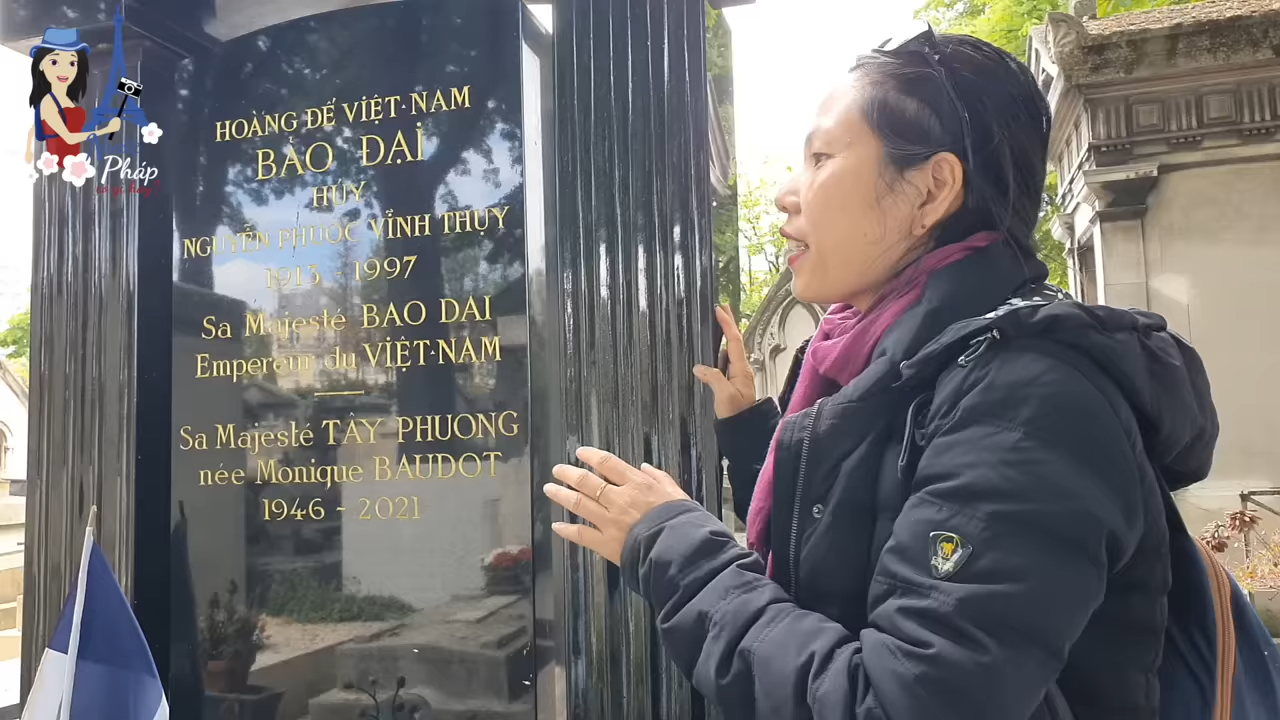 HOÀNG ĐẾ VIỆT·NAM
BẢO ĐẠI
HÚY
NGUYỄN PHƯỚC VĨNH THỤY
1913 - 1997
Sa Majesté BAO DAI
Empereur du VIỆT·NAM
Sa Majesté TÂY PHUONG
née Monique BAUDOT
1946 - 2021
Pháp